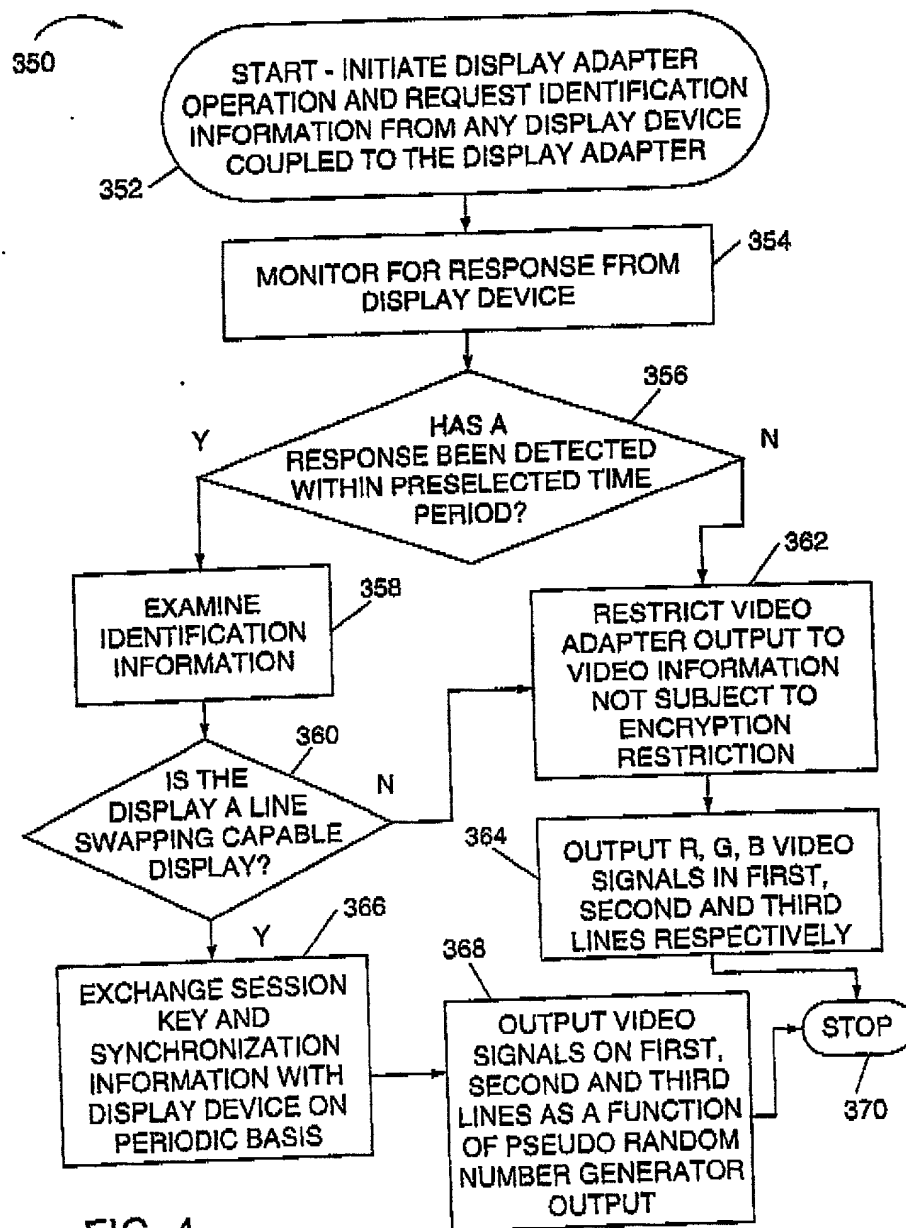 350
START - INITIATE DISPLAY ADAPTER
OPERATION AND REQUEST IDENTIFICATION
INFORMATION FROM ANY DISPLAY DEVICE
COUPLED TO THE DISPLAY ADAPTER
352
354
MONITOR FOR RESPONSE FROM
DISPLAY DEVICE
356
Y
HAS A
RESPONSE BEEN DETECTED
WITHIN PRESELECTED TIME
PERIOD?
N
358
EXAMINE
IDENTIFICATION
INFORMATION
362
RESTRICT VIDEO
ADAPTER OUTPUT TO
VIDEO INFORMATION
NOT SUBJECT TO
ENCRYPTION
RESTRICTION
360
IS THE
DISPLAY A LINE
SWAPPING CAPABLE
DISPLAY?
N
Y
364
OUTPUT R, G, B VIDEO
SIGNALS IN FIRST,
SECOND AND THIRD
LINES RESPECTIVELY
366
EXCHANGE SESSION
KEY AND
SYNCHRONIZATION
INFORMATION WITH
DISPLAY DEVICE ON
PERIODIC BASIS
368
OUTPUT VIDEO
SIGNALS ON FIRST,
SECOND AND THIRD
LINES AS A FUNCTION
OF PSEUDO RANDOM
NUMBER GENERATOR
OUTPUT
STOP
370
FIG. 4